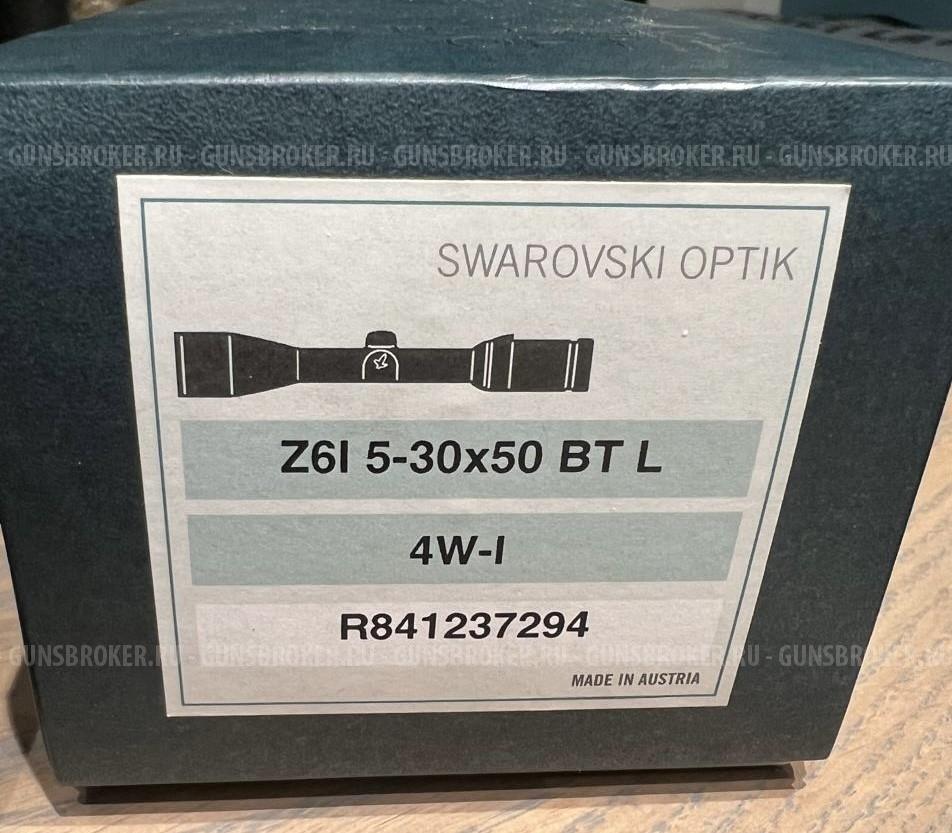 GUNSBROKER.RU - GUNSBROKER.RU - GUNSBROKER.RU - GUNSBROKER.RU - GUNSBROKER.RU
SWAROVSKI OPTIK
Z6I 5-30x50 BT L
4W-I
R841237294
GUNSBROKER.RU - GUNSBROKER.RU - GUNSBROKER.RU - GUNSBROKER.RU - GUNSBROKER.RU
MADE IN AUSTRIA